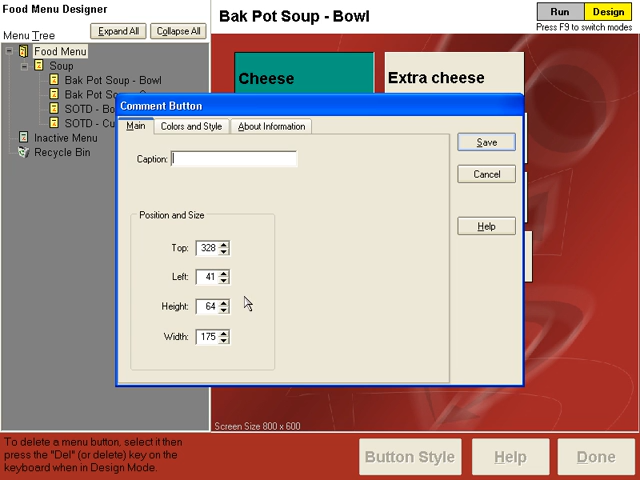 Food Menu Designer
Bak Pot Soup - Bowl
Run
Design
Press F9 to switch modes
Menu Tree
Expand All
Collapse All
Food Menu
Soup
Bak Pot Soup - Bowl
Bak Pot S
SOTD - Bo
SOTD - Cu
Inactive Menu
Recycle Bin
Cheese
Extra cheese
Comment Button
Main
Colors and Style
About Information
Caption:
Save
Cancel
Help
Position and Size
Top: 328
Left: 41
Height: 64
Width: 175
Screen Size 800 x 600
To delete a menu button, select it then
press the "Del" (or delete) key on the
keyboard when in Design Mode.
Button Style
Help
Done